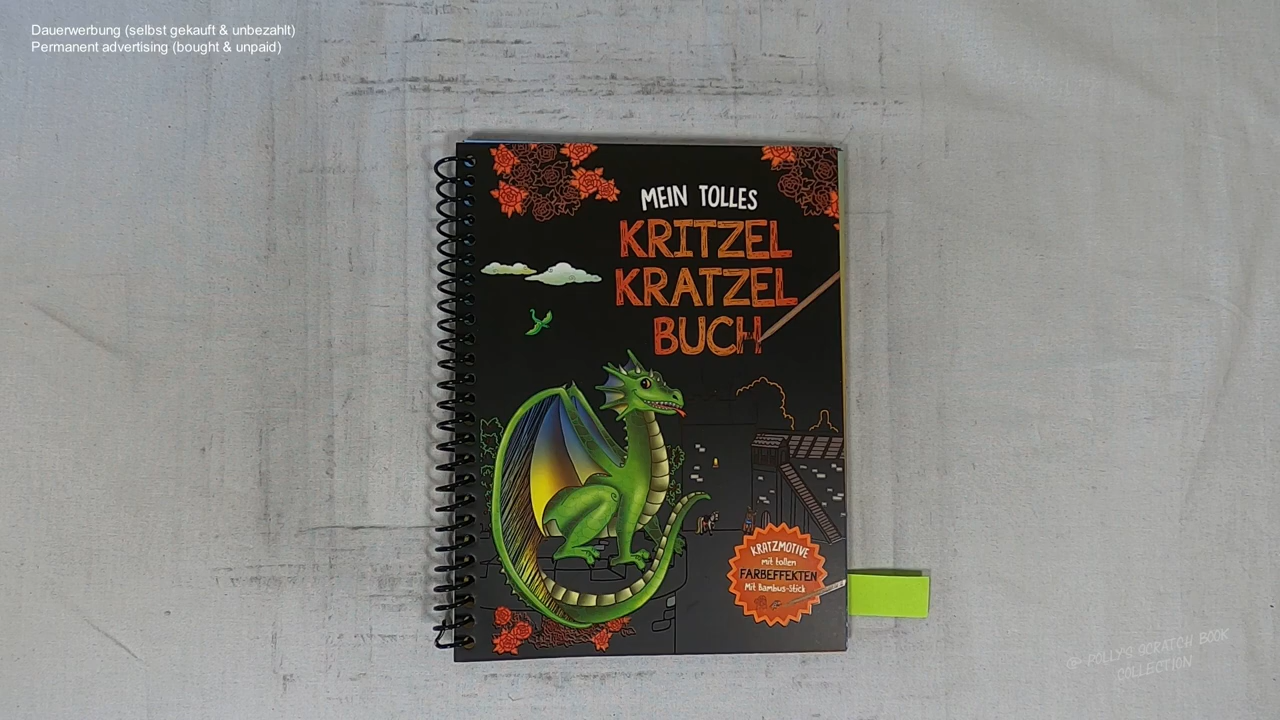 Dauerwerbung (selbst gekauft & unbezahlt)
Permanent advertising (bought & unpaid)
MEIN TOLLES
KRITZEL
KRATZEL
BUCH
KRATZMOTIVE
mit tollen
FARBEFFEKTEN
Mit Bambus-Stick
@ POLLY'S SCRATCH BOOK
COLLECTION